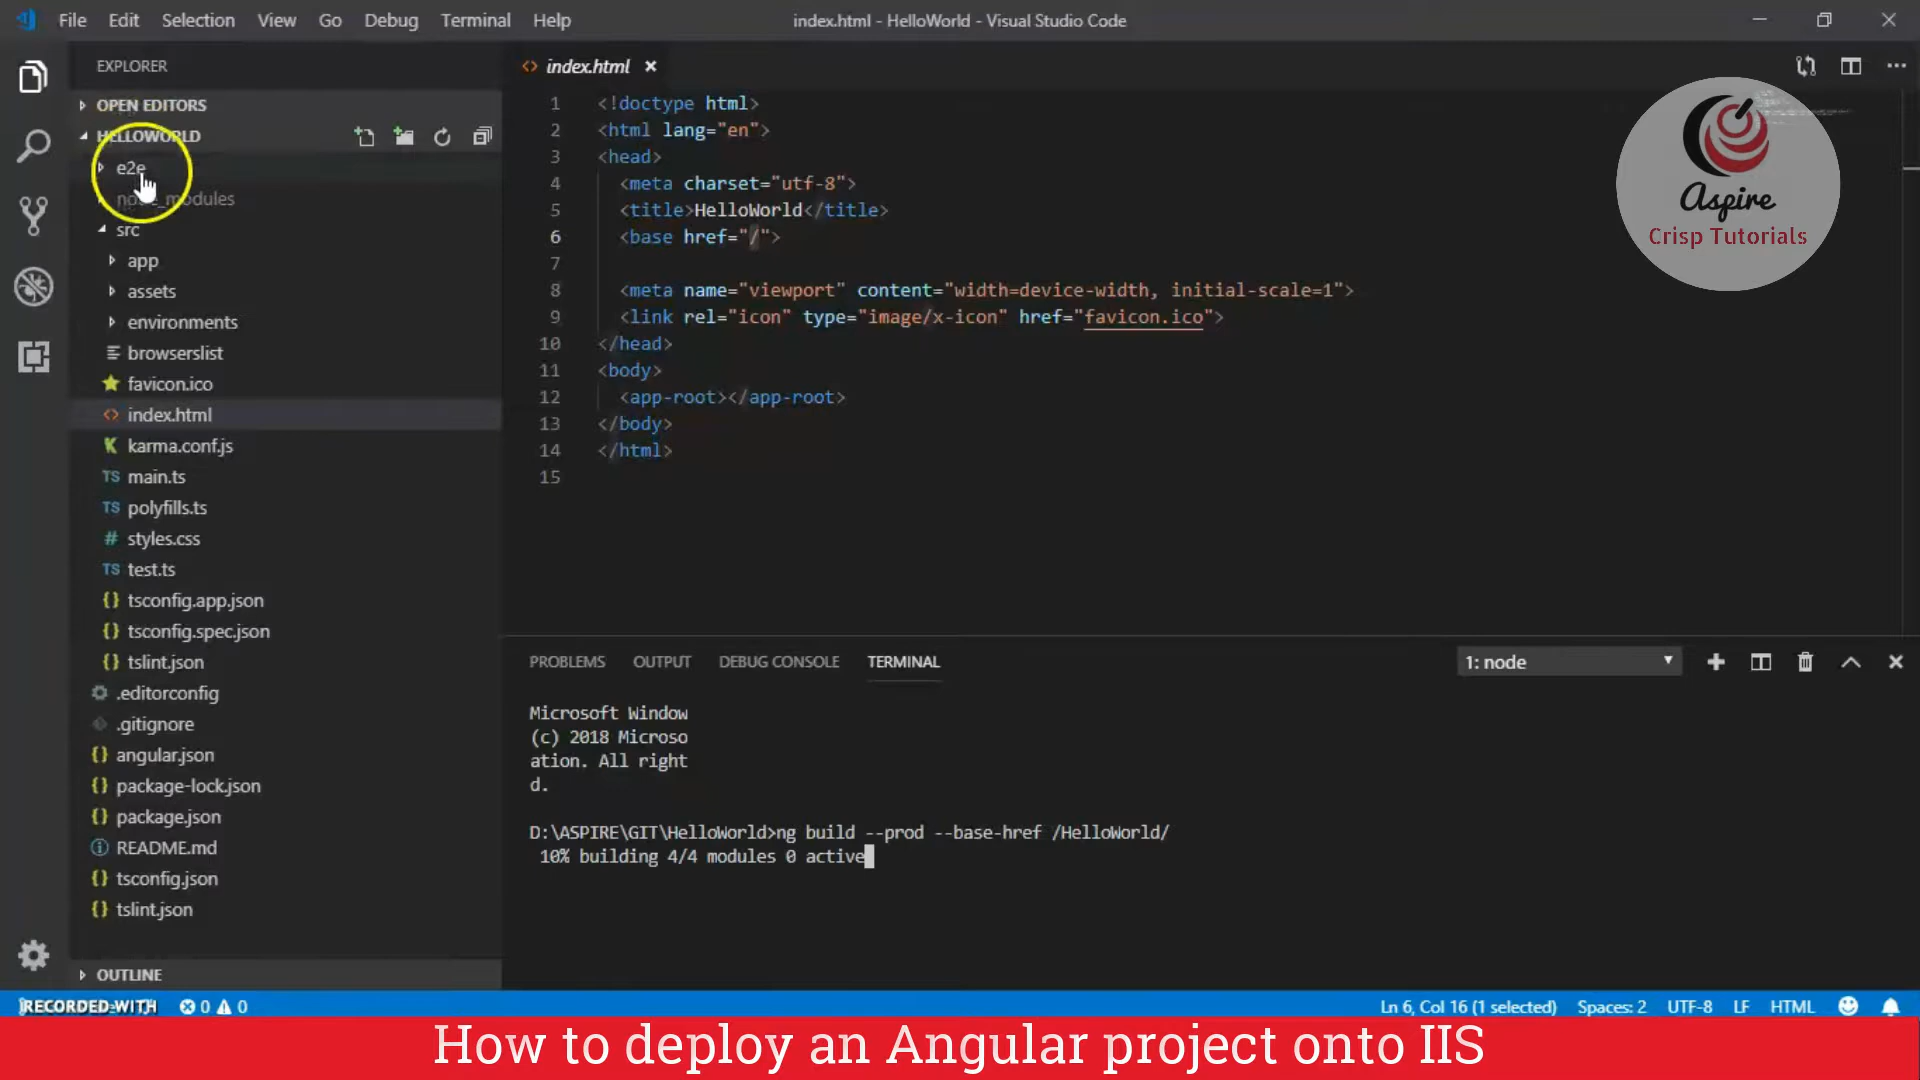 File Edit Selection View Go Debug Terminal Help
index.html - HelloWorld - Visual Studio Code
EXPLORER
OPEN EDITORS
HELLOWORLD
e2e
node_modules
src
app
assets
environments
browserslist
favicon.ico
index.html
karma.conf.js
TS main.ts
TS polyfills.ts
# styles.css
TS test.ts
{} tsconfig.app.json
{} tsconfig.spec.json
{} tslint.json
.editorconfig
.gitignore
{} angular.json
{} package-lock.json
{} package.json
README.md
{} tsconfig.json
{} tslint.json
OUTLINE
<> index.html
1 <!doctype html>
2 <html lang="en">
3 <head>
4 <meta charset="utf-8">
5 <title>HelloWorld</title>
6 <base href="/">
7
8 <meta name="viewport" content="width=device-width, initial-scale=1">
9 <link rel="icon" type="image/x-icon" href="favicon.ico">
10 </head>
11 <body>
12 <app-root></app-root>
13 </body>
14 </html>
15
Aspire
Crisp Tutorials
PROBLEMS OUTPUT DEBUG CONSOLE TERMINAL
1: node
Microsoft Window
(c) 2018 Microso
ation. All right
d.
D:\ASPIRE\GIT\HelloWorld>ng build --prod --base-href /HelloWorld/
10% building 4/4 modules 0 active
RECORDED WITH
0 0
Ln 6, Col 16 (1 selected) Spaces: 2 UTF-8 LF HTML
How to deploy an Angular project onto IIS